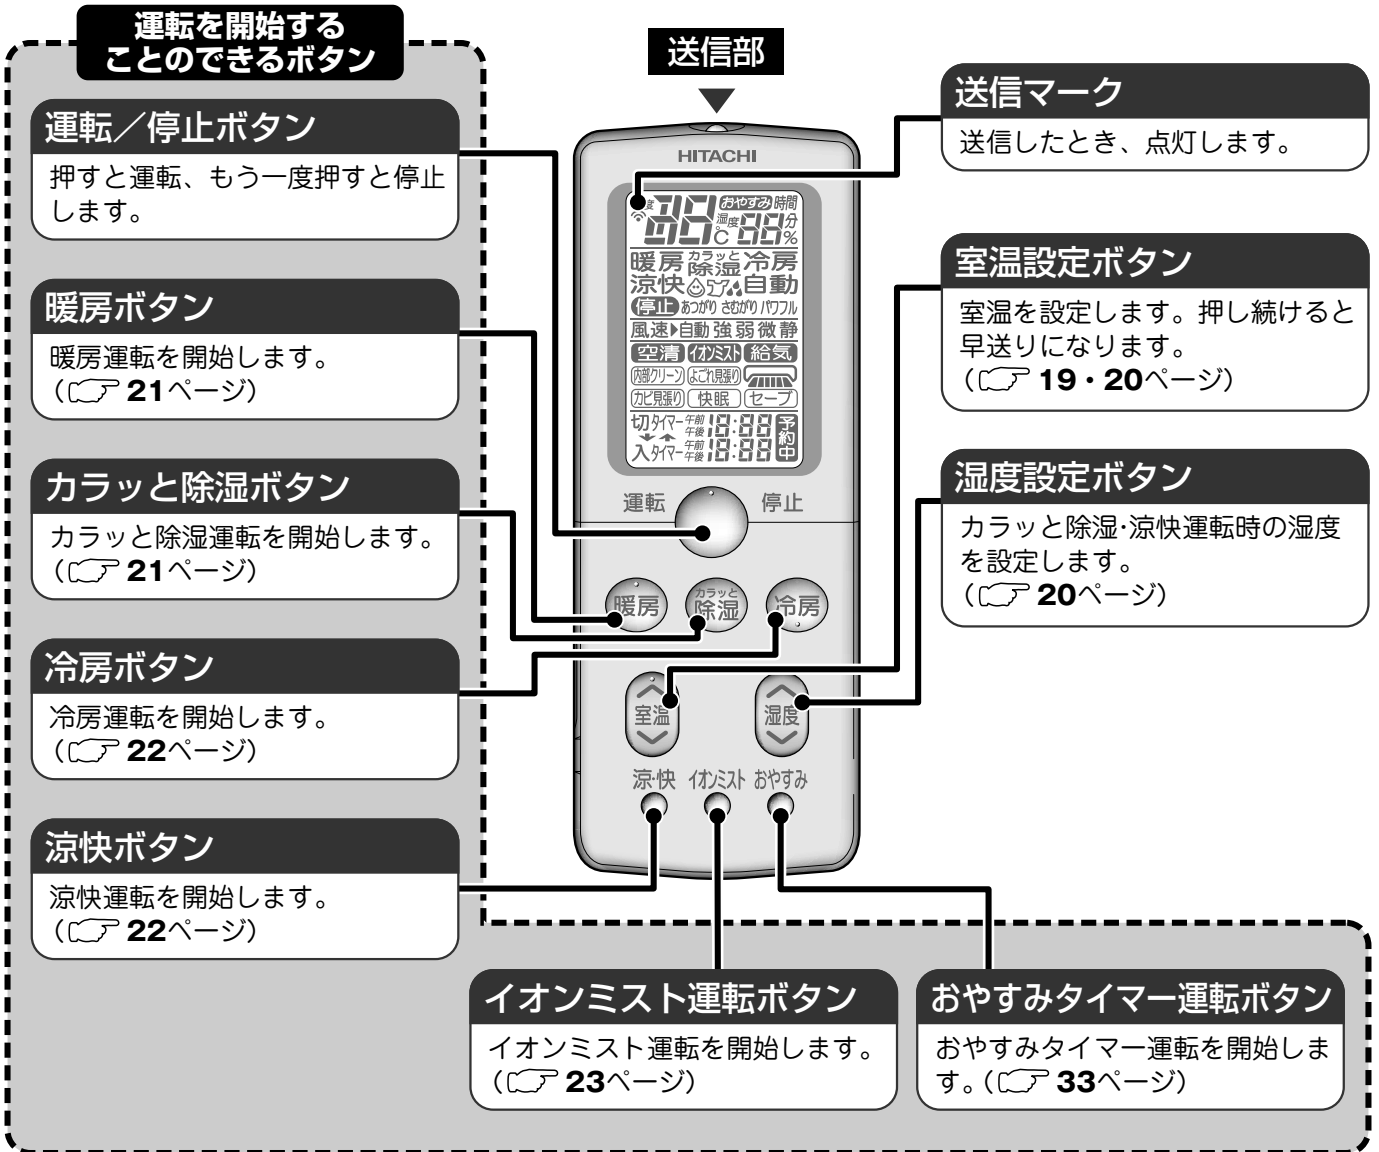 運転を開始する
ことのできるボタン
送信部
運転／停止ボタン
押すと運転、もう一度押すと停止
します。
暖房ボタン
暖房運転を開始します。
（ 21ページ）
カラッと除湿ボタン
カラッと除湿運転を開始します。
（ 21ページ）
冷房ボタン
冷房運転を開始します。
（ 22ページ）
涼快ボタン
涼快運転を開始します。
（ 22ページ）
HITACHI
度 おやすみ 時間
88 ℃ 湿度 88 分 %
暖房 カラッと除湿 冷房
涼快 自動
停止 あつがり さむがり パワフル
風速▶自動 強 弱 微 静
空清 イオンミスト 給気
内部クリーン よごれ見張り
カビ見張り 快眠 セーブ
切タイマー 午前 午後 18:88 予約中
入タイマー 午前 午後 18:88
運転 停止
暖房 カラッと除湿 冷房
室温 湿度
涼·快 イオンミスト おやすみ
送信マーク
送信したとき、点灯します。
室温設定ボタン
室温を設定します。押し続けると
早送りになります。
（ 19・20ページ）
湿度設定ボタン
カラッと除湿･涼快運転時の湿度
を設定します。
（ 20ページ）
イオンミスト運転ボタン
イオンミスト運転を開始します。
（ 23ページ）
おやすみタイマー運転ボタン
おやすみタイマー運転を開始しま
す。（ 33ページ）